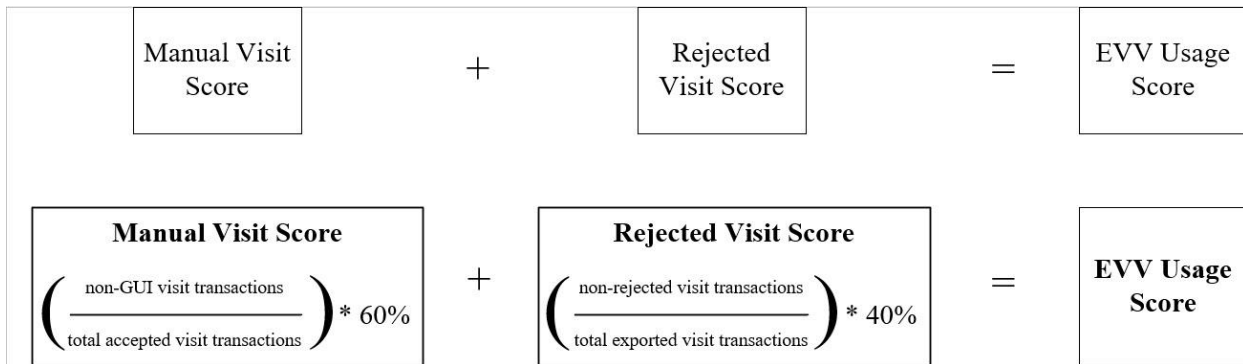 Manual Visit
Score
+
Rejected
Visit Score
=
EVV Usage
Score
Manual Visit Score
( non-GUI visit transactions
total accepted visit transactions ) * 60%
+
Rejected Visit Score
( non-rejected visit transactions
total exported visit transactions ) * 40%
=
EVV Usage
Score